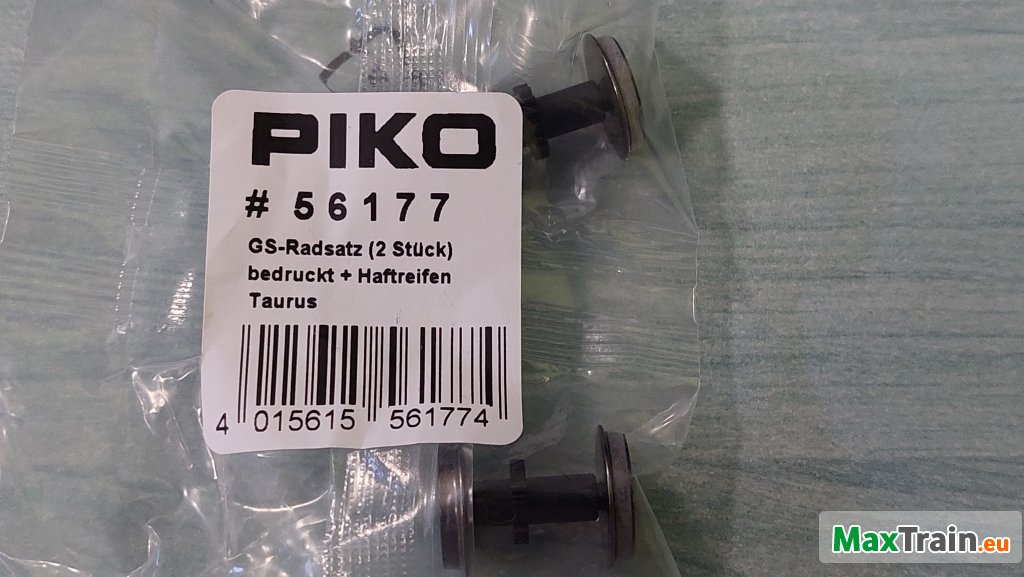 PIKO
# 56177
GS-Radsatz (2 Stück)
bedruckt + Haftreifen
Taurus
4 015615 561774
MaxTrain.eu